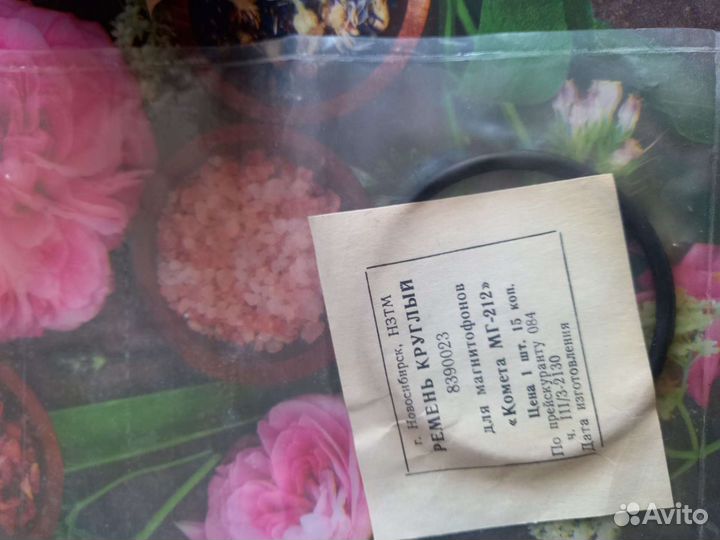 г. Новосибирск, НЗТМ
РЕМЕНЬ КРУГЛЫЙ
8390023
для магнитофонов
«Комета МГ-212»
Цена 1 шт. 15 коп.
По прейскуранту 084
ч. 111/3-2130
Дата изготовления
Avito